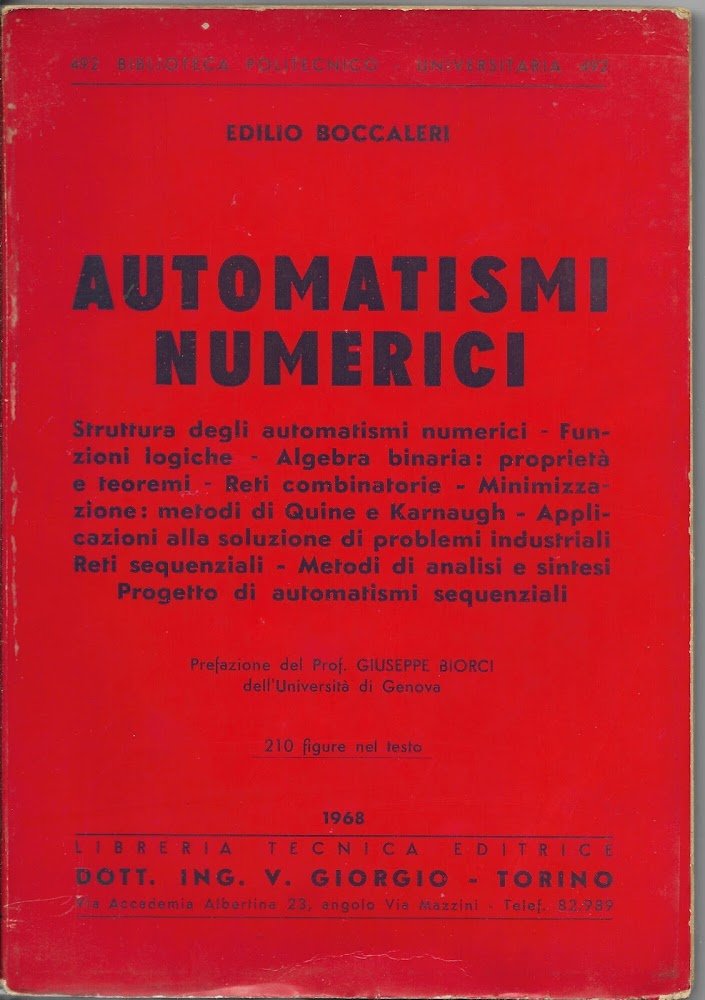 492 BIBLIOTECA POLITECNICO - UNIVERSITARIA 492
EDILIO BOCCALERI
AUTOMATISMI
NUMERICI
Struttura degli automatismi numerici - Fun-
zioni logiche - Algebra binaria: proprietà
e teoremi - Reti combinatorie - Minimizza-
zione: metodi di Quine e Karnaugh - Appli-
cazioni alla soluzione di problemi industriali
Reti sequenziali - Metodi di analisi e sintesi
Progetto di automatismi sequenziali
Prefazione del Prof. GIUSEPPE BIORCI
dell'Università di Genova
210 figure nel testo
1968
LIBRERIA TECNICA EDITRICE
DOTT. ING. V. GIORGIO - TORINO
Via Accademia Albertina 23, angolo Via Mazzini - Telef. 82-989